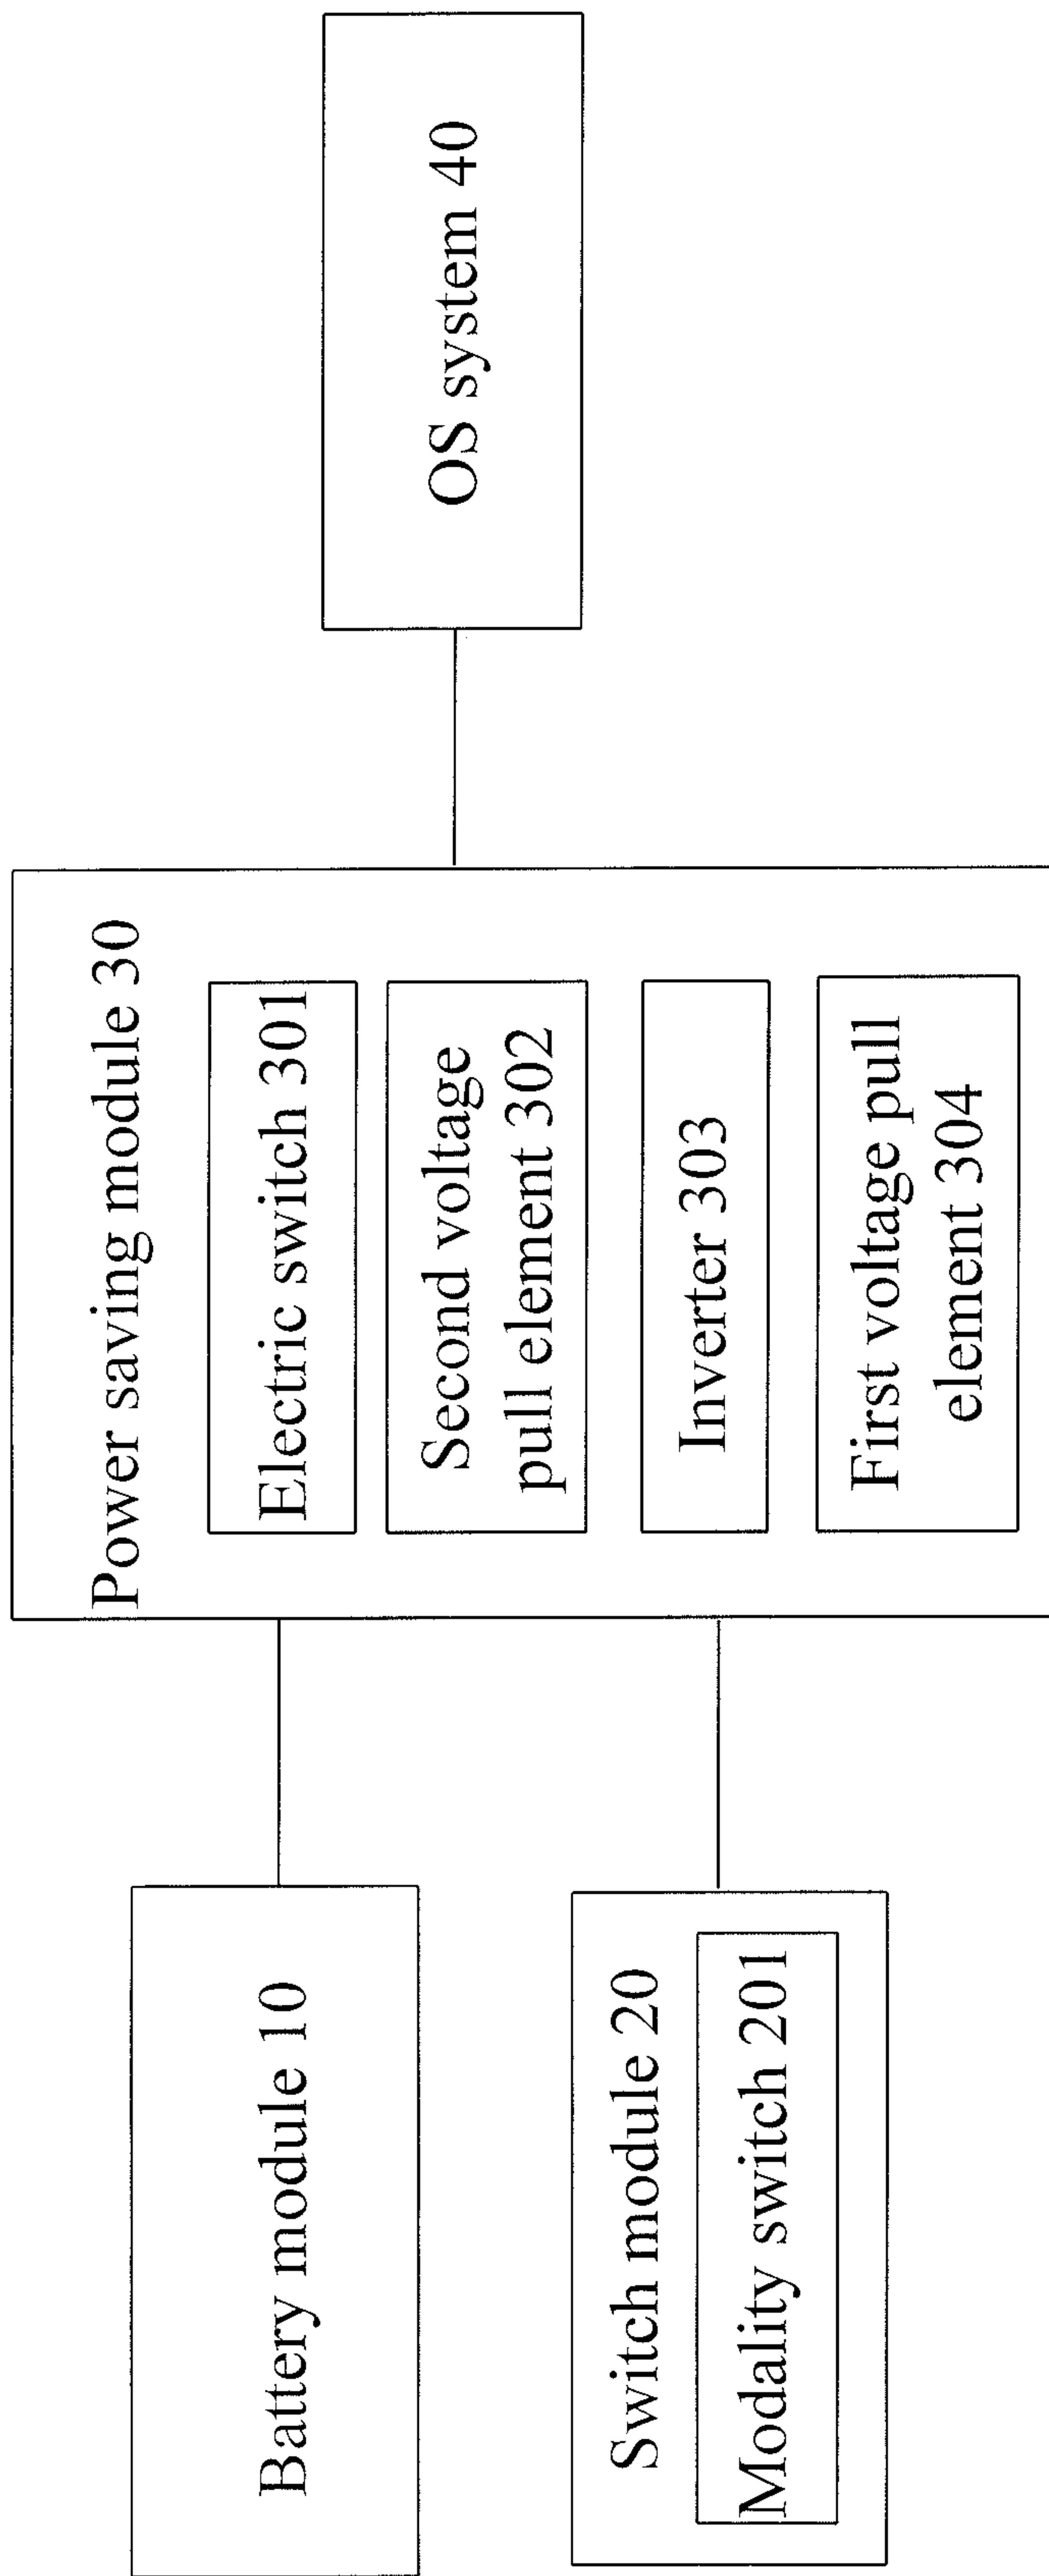 Battery module 10
Switch module 20
Modality switch 201
Power saving module 30
Electric switch 301
Second voltage
pull element 302
Inverter 303
First voltage pull
element 304
OS system 40